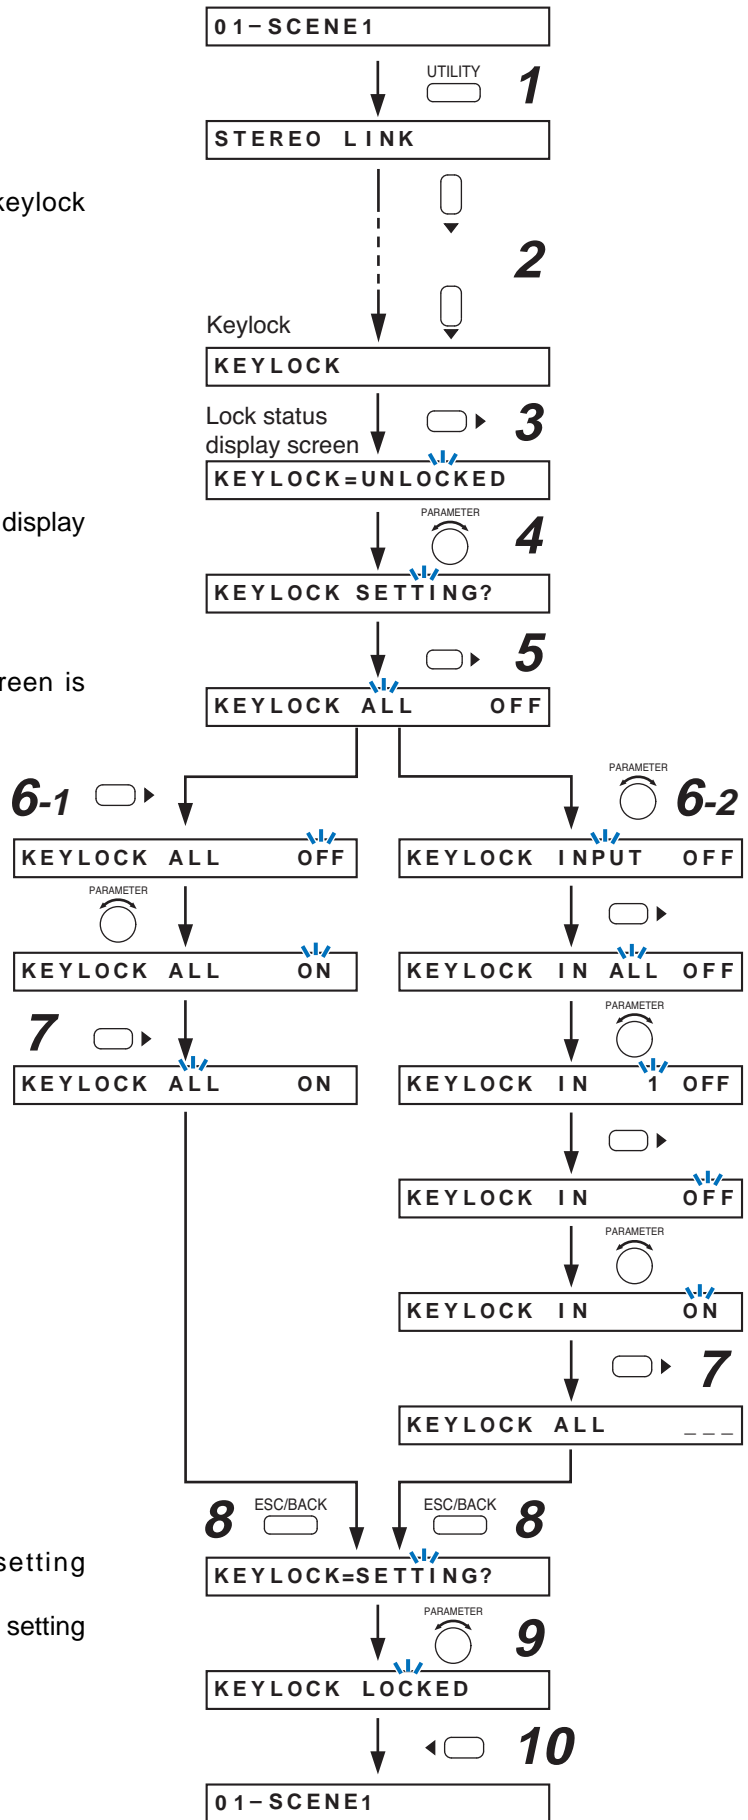 01-SCENE1
UTILITY 1
STEREO LINK
keylock
2
Keylock
KEYLOCK
Lock status
display screen
3
KEYLOCK=UNLOCKED
PARAMETER
display
4
KEYLOCK SETTING?
5
reen is
KEYLOCK ALL OFF
6-1
PARAMETER
6-2
KEYLOCK ALL OFF
KEYLOCK INPUT OFF
PARAMETER
KEYLOCK ALL ON
KEYLOCK IN ALL OFF
7
PARAMETER
KEYLOCK ALL ON
KEYLOCK IN 1 OFF
KEYLOCK IN OFF
PARAMETER
KEYLOCK IN ON
7
KEYLOCK ALL _ _ _
8 ESC/BACK
ESC/BACK 8
setting
KEYLOCK=SETTING?
setting
PARAMETER
9
KEYLOCK LOCKED
10
01-SCENE1